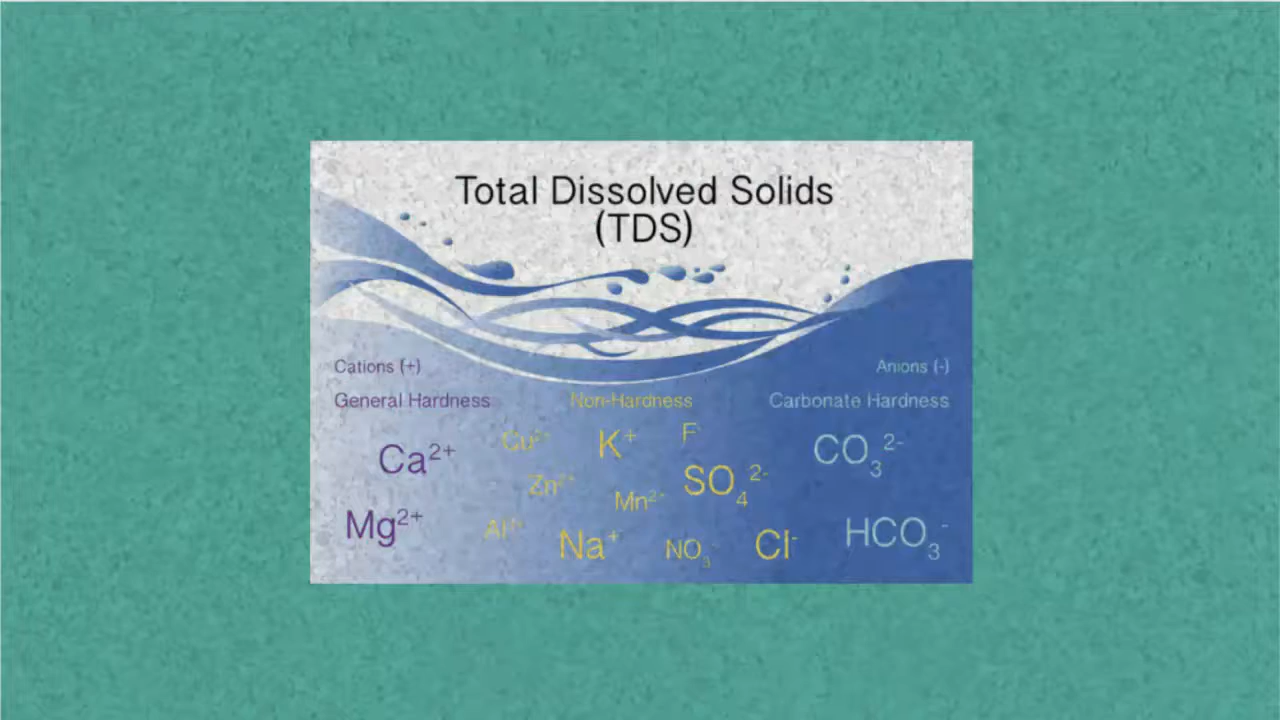 Total Dissolved Solids
(TDS)
Cations (+)
Anions (-)
General Hardness
Non-Hardness
Carbonate Hardness
Ca²⁺
Cu²⁺
K⁺
F⁻
CO₃²⁻
Zn²⁺
Mn²⁺
SO₄²⁻
Mg²⁺
Na⁺
NO₃⁻
Cl⁻
HCO₃⁻